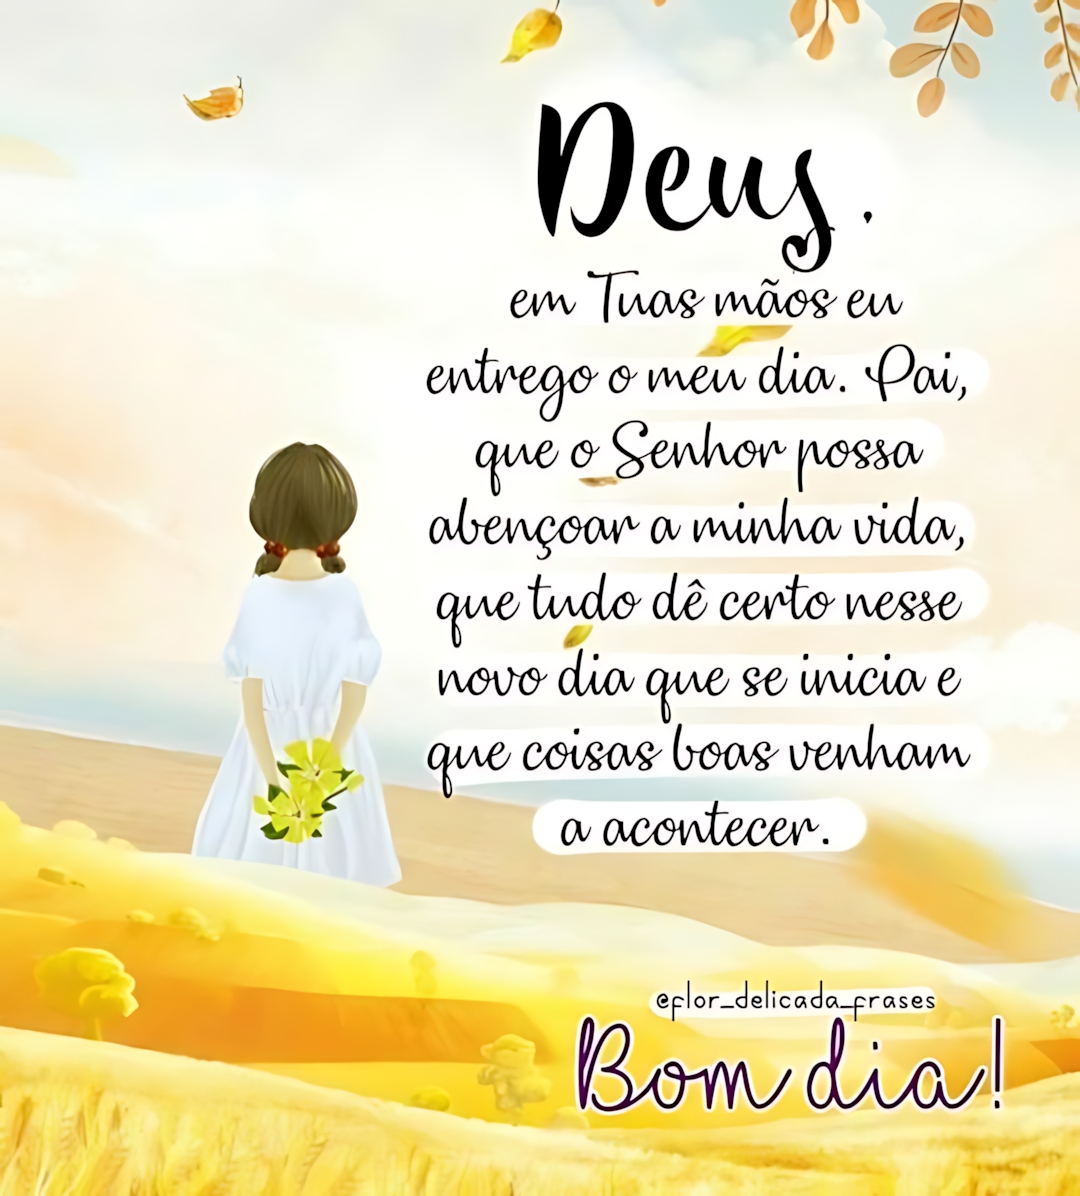 Deus,
em Tuas mãos eu
entrego o meu dia. Pai,
que o Senhor possa
abençoar a minha vida,
que tudo dê certo nesse
novo dia que se inicia e
que coisas boas venham
a acontecer.
@flor_delicada_frases
Bom dia!